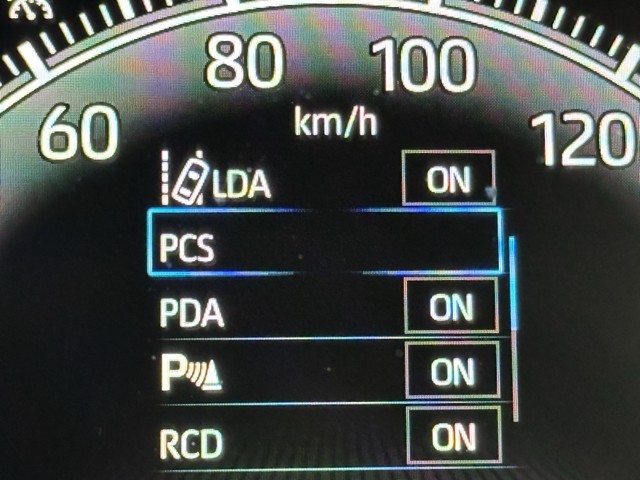 80 100
60 km/h 120
LDA ON
PCS
PDA ON
P ON
RCD ON